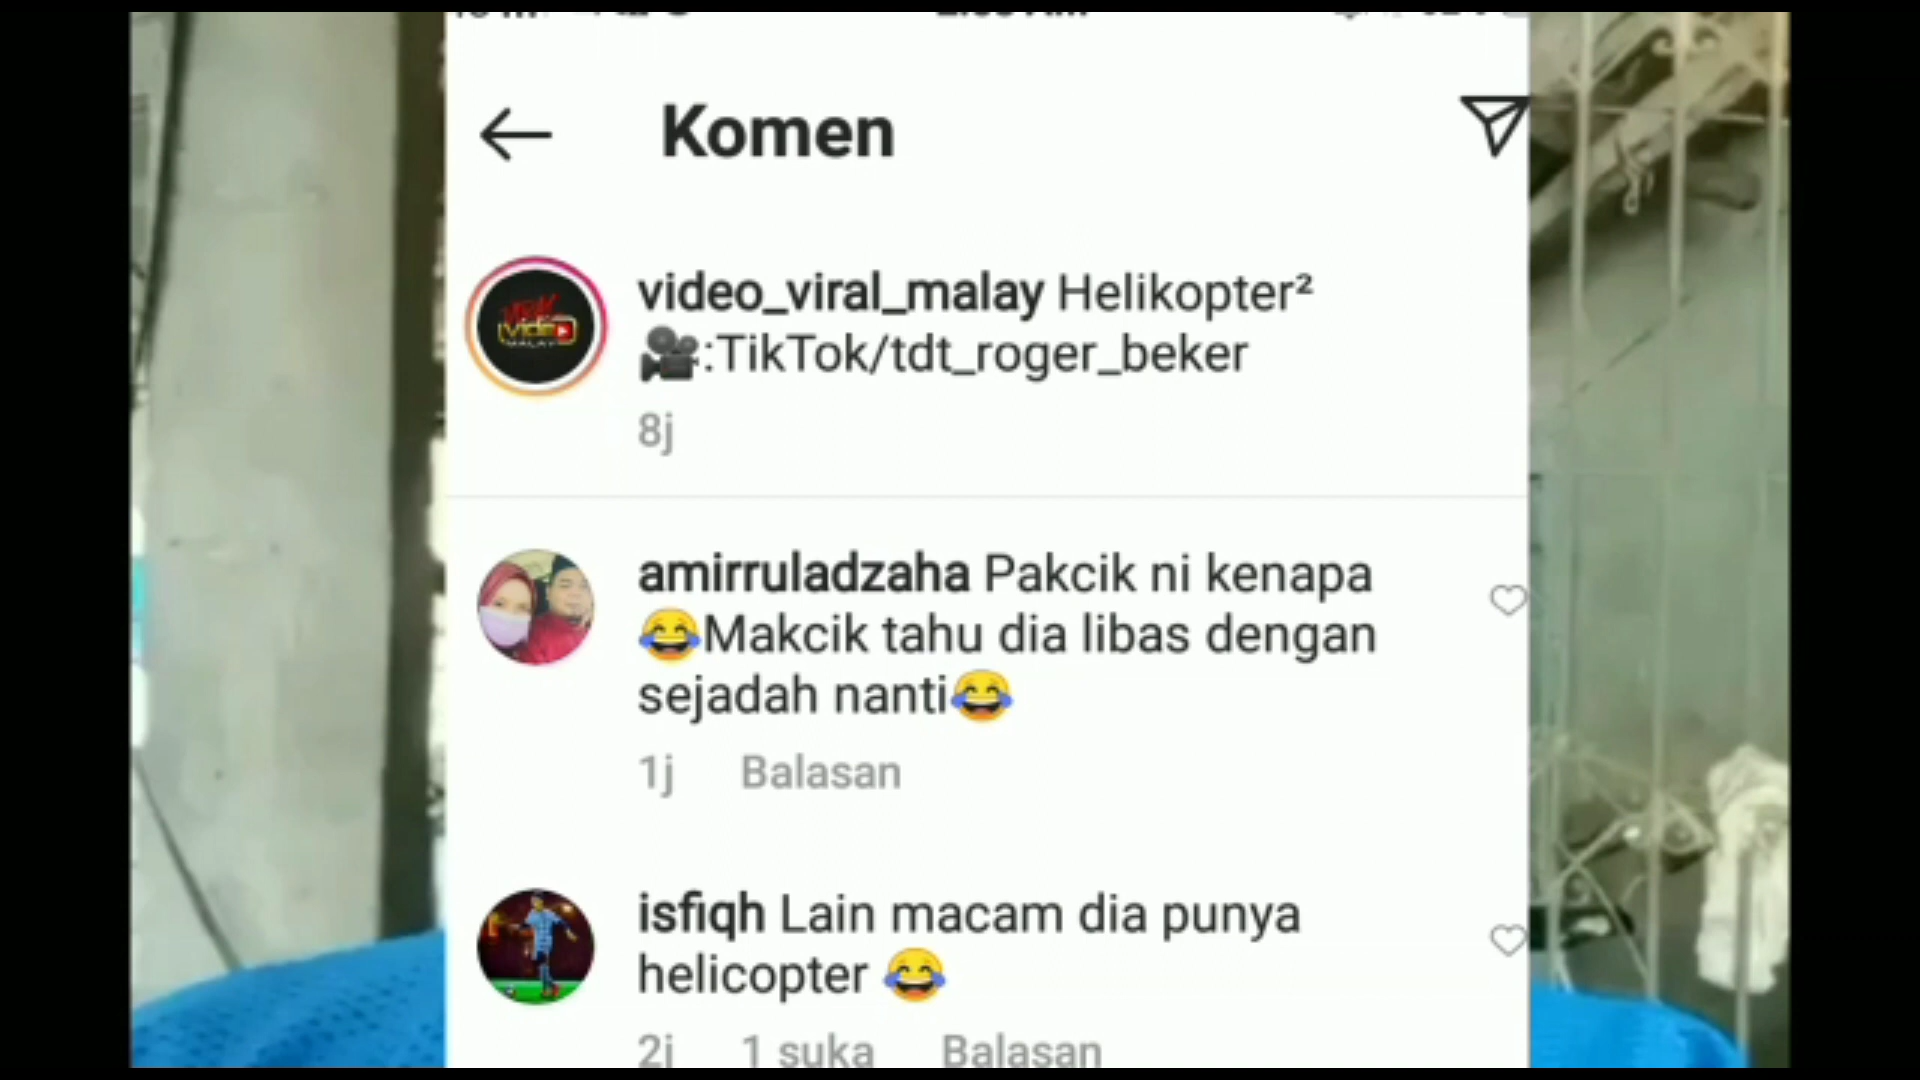 Komen
video_viral_malay Helikopter²
🎥:TikTok/tdt_roger_beker
8j
amirruladzaha Pakcik ni kenapa
😂Makcik tahu dia libas dengan
sejadah nanti😂
1j Balasan
isfiqh Lain macam dia punya
helicopter 😂
2j 1 suka Balasan